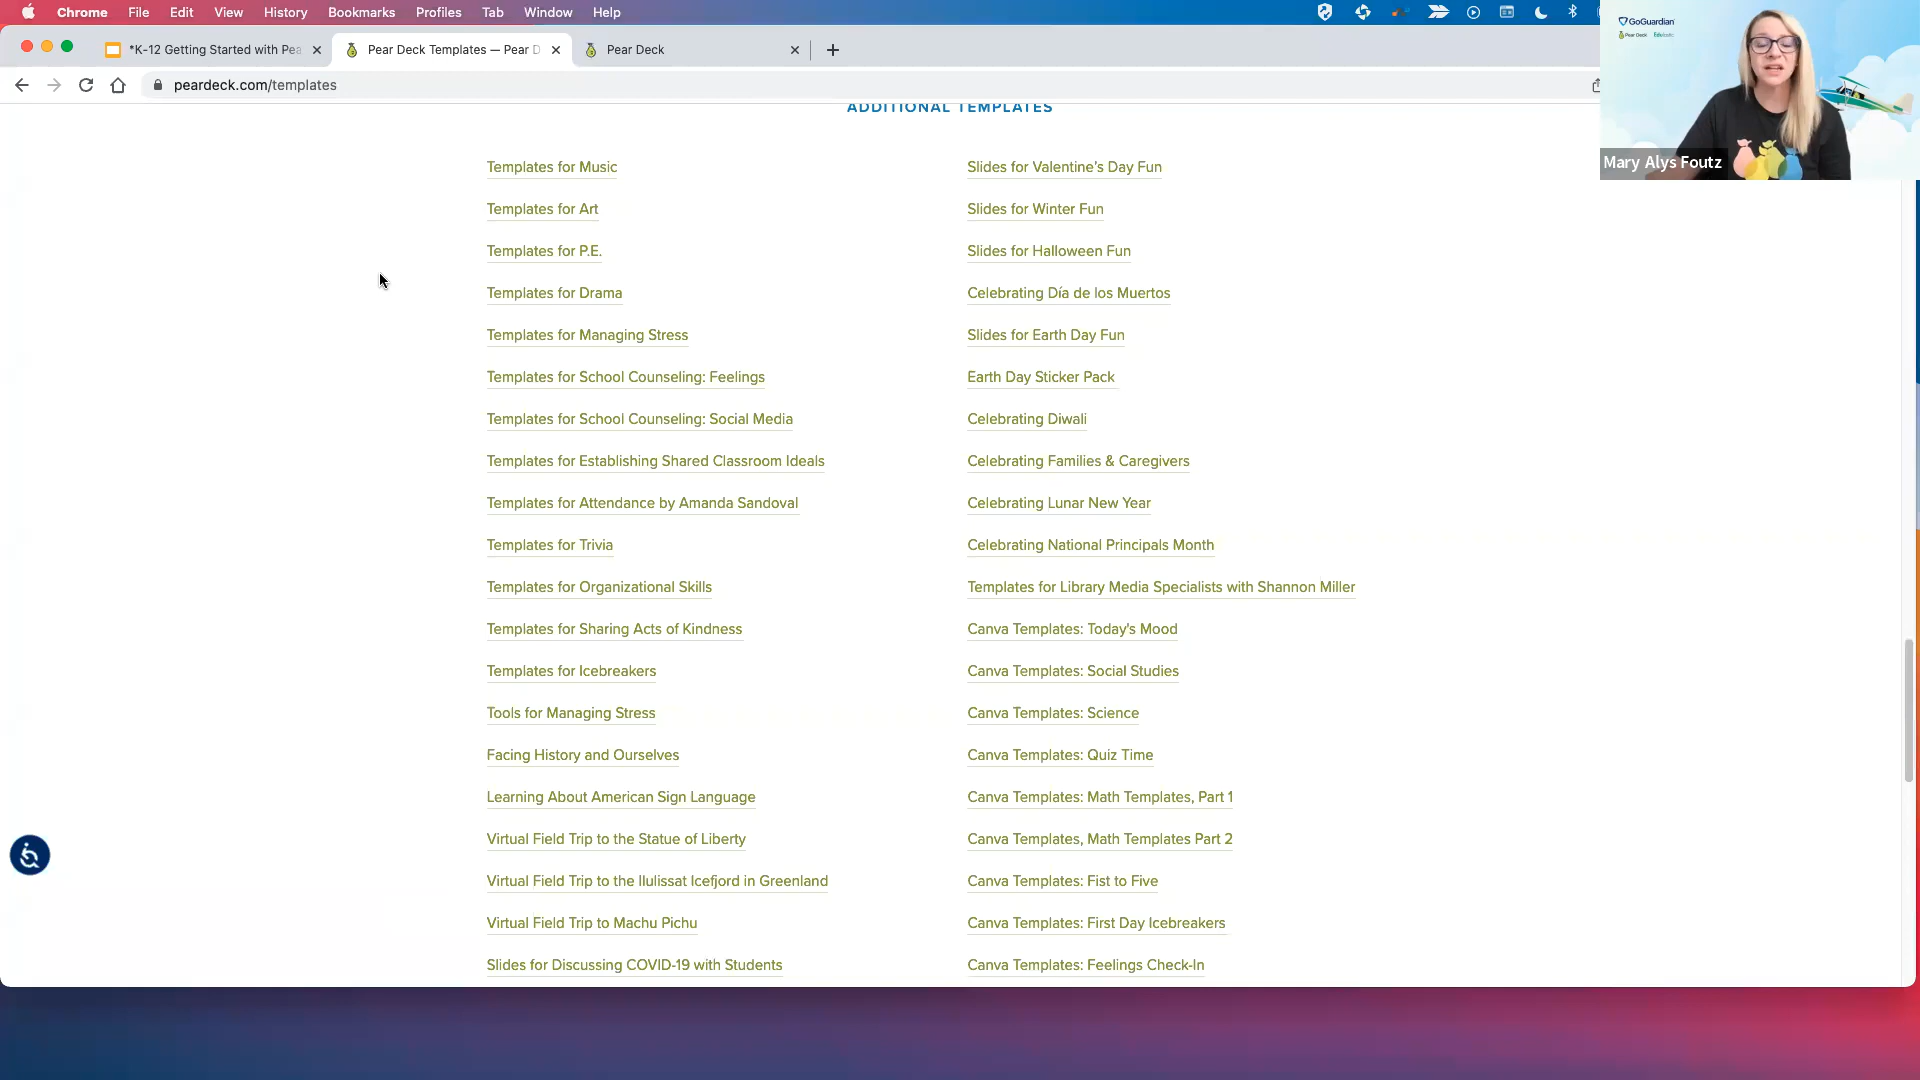 Chrome File Edit View History Bookmarks Profiles Tab Window Help
*K-12 Getting Started with Pea
Pear Deck Templates — Pear D
Pear Deck
peardeck.com/templates
GoGuardian
Pear Deck Edulastic
Mary Alys Foutz
ADDITIONAL TEMPLATES
Templates for Music
Templates for Art
Templates for P.E.
Templates for Drama
Templates for Managing Stress
Templates for School Counseling: Feelings
Templates for School Counseling: Social Media
Templates for Establishing Shared Classroom Ideals
Templates for Attendance by Amanda Sandoval
Templates for Trivia
Templates for Organizational Skills
Templates for Sharing Acts of Kindness
Templates for Icebreakers
Tools for Managing Stress
Facing History and Ourselves
Learning About American Sign Language
Virtual Field Trip to the Statue of Liberty
Virtual Field Trip to the Ilulissat Icefjord in Greenland
Virtual Field Trip to Machu Pichu
Slides for Discussing COVID-19 with Students
Slides for Valentine's Day Fun
Slides for Winter Fun
Slides for Halloween Fun
Celebrating Día de los Muertos
Slides for Earth Day Fun
Earth Day Sticker Pack
Celebrating Diwali
Celebrating Families & Caregivers
Celebrating Lunar New Year
Celebrating National Principals Month
Templates for Library Media Specialists with Shannon Miller
Canva Templates: Today's Mood
Canva Templates: Social Studies
Canva Templates: Science
Canva Templates: Quiz Time
Canva Templates: Math Templates, Part 1
Canva Templates, Math Templates Part 2
Canva Templates: Fist to Five
Canva Templates: First Day Icebreakers
Canva Templates: Feelings Check-In